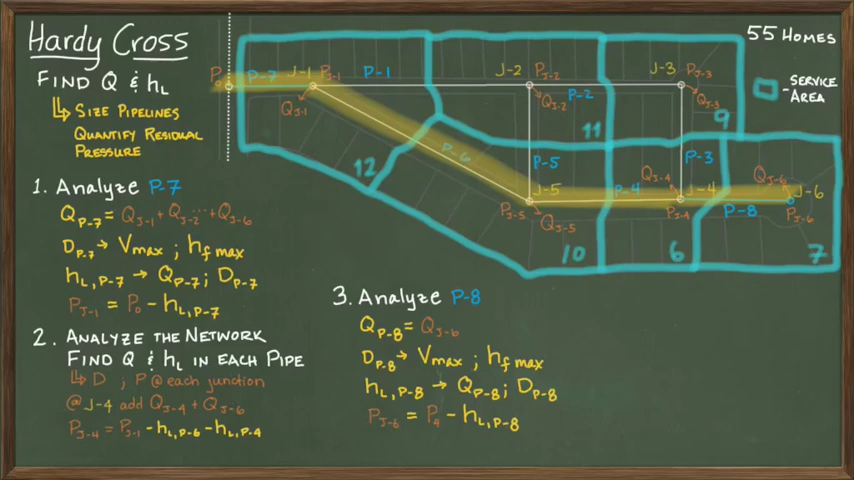 Hardy Cross
FIND Q & hL
↳ SIZE PIPELINES
QUANTIFY RESIDUAL
PRESSURE
1. Analyze P-7
QP-7 = QJ-1 + QJ-2 ... + QJ-6
DP-7 → Vmax ; hf max
hL,P-7 → QP-7 ; DP-7
PJ-1 = P0 - hL,P-7
2. ANALYZE THE NETWORK
FIND Q & hL IN EACH PIPE
↳ D ; P @ each junction
@ J-4 add QJ-4 + QJ-6
PJ-4 = PJ-1 - hL,P-6 - hL,P-4
3. Analyze P-8
QP-8 = QJ-6
DP-8 → Vmax ; hf max
hL,P-8 → QP-8 ; DP-8
PJ-6 = P4 - hL,P-8
55 HOMES
- SERVICE
AREA
P-7
J-1
PJ-1
QJ-1
P-1
J-2
PJ-2
QJ-2
P-2
J-3
PJ-3
QJ-3
P-3
P-6
P-5
J-5
PJ-5
QJ-5
P-4
QJ-4
J-4
PJ-4
P-8
QJ-6
J-6
PJ-6
12
11
9
10
6
7